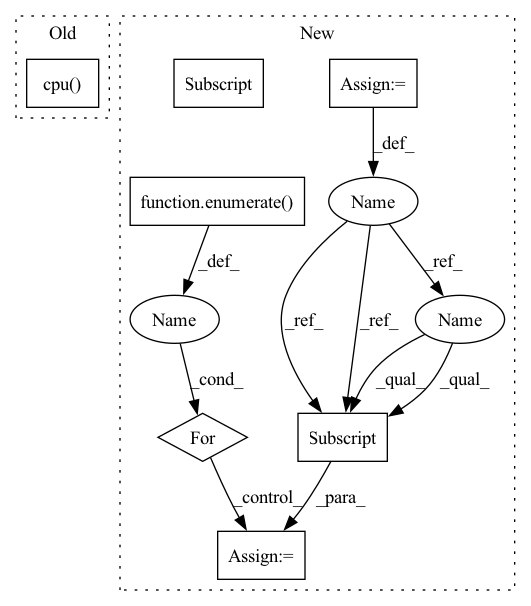 Old
New
cpu()
Subscript
Assign:=
_def_
function.enumerate()
Name
_def_
_ref_
_ref_
_ref_
Name
Name
_cond_
_qual_
_qual_
For
Subscript
_control_
_para_
Assign:=